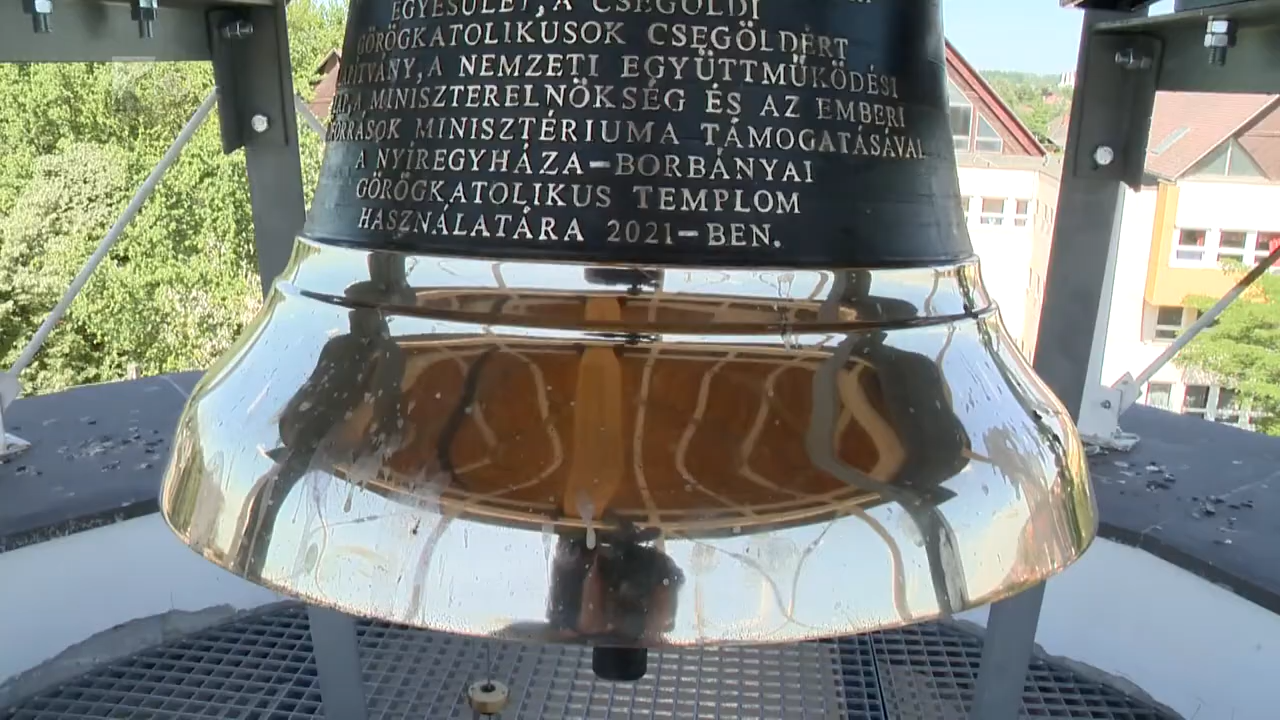 EGYESÜLET, A CSEGÖLDI
GÖRÖGKATOLIKUSOK CSEGÖLDÉRT
A NEMZETI EGYÜTTMŰKÖDÉSI
A MINISZTERELNÖKSÉG ÉS AZ EMBERI
FORRÁSOK MINISZTÉRIUMA TÁMOGATÁSÁVAL
A NYÍREGYHÁZA-BORBÁNYAI
GÖRÖGKATOLIKUS TEMPLOM
HASZNÁLATÁRA 2021-BEN.